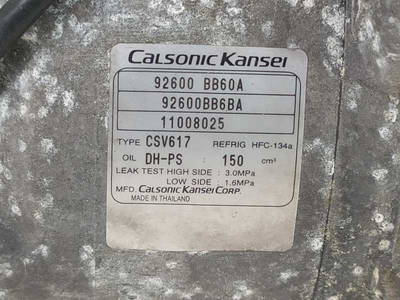 Calsonic Kansei
92600 BB60A
92600BB6BA
11008025
TYPE CSV617 REFRIG HFC-134a
OIL DH-PS : 150 cm³
LEAK TEST HIGH SIDE : 3.0MPa
LOW SIDE : 1.6MPa
MFD. CALSONIC KANSEI CORP.
MADE IN THAILAND